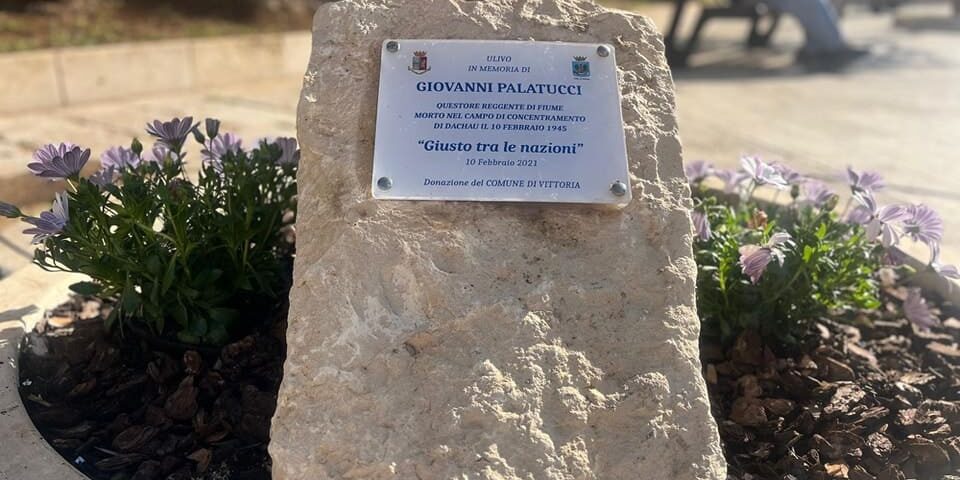 ULIVO
IN MEMORIA DI
GIOVANNI PALATUCCI
QUESTORE REGGENTE DI FIUME
MORTO NEL CAMPO DI CONCENTRAMENTO
DI DACHAU IL 10 FEBBRAIO 1945
"Giusto tra le nazioni"
10 Febbraio 2021
Donazione del COMUNE DI VITTORIA